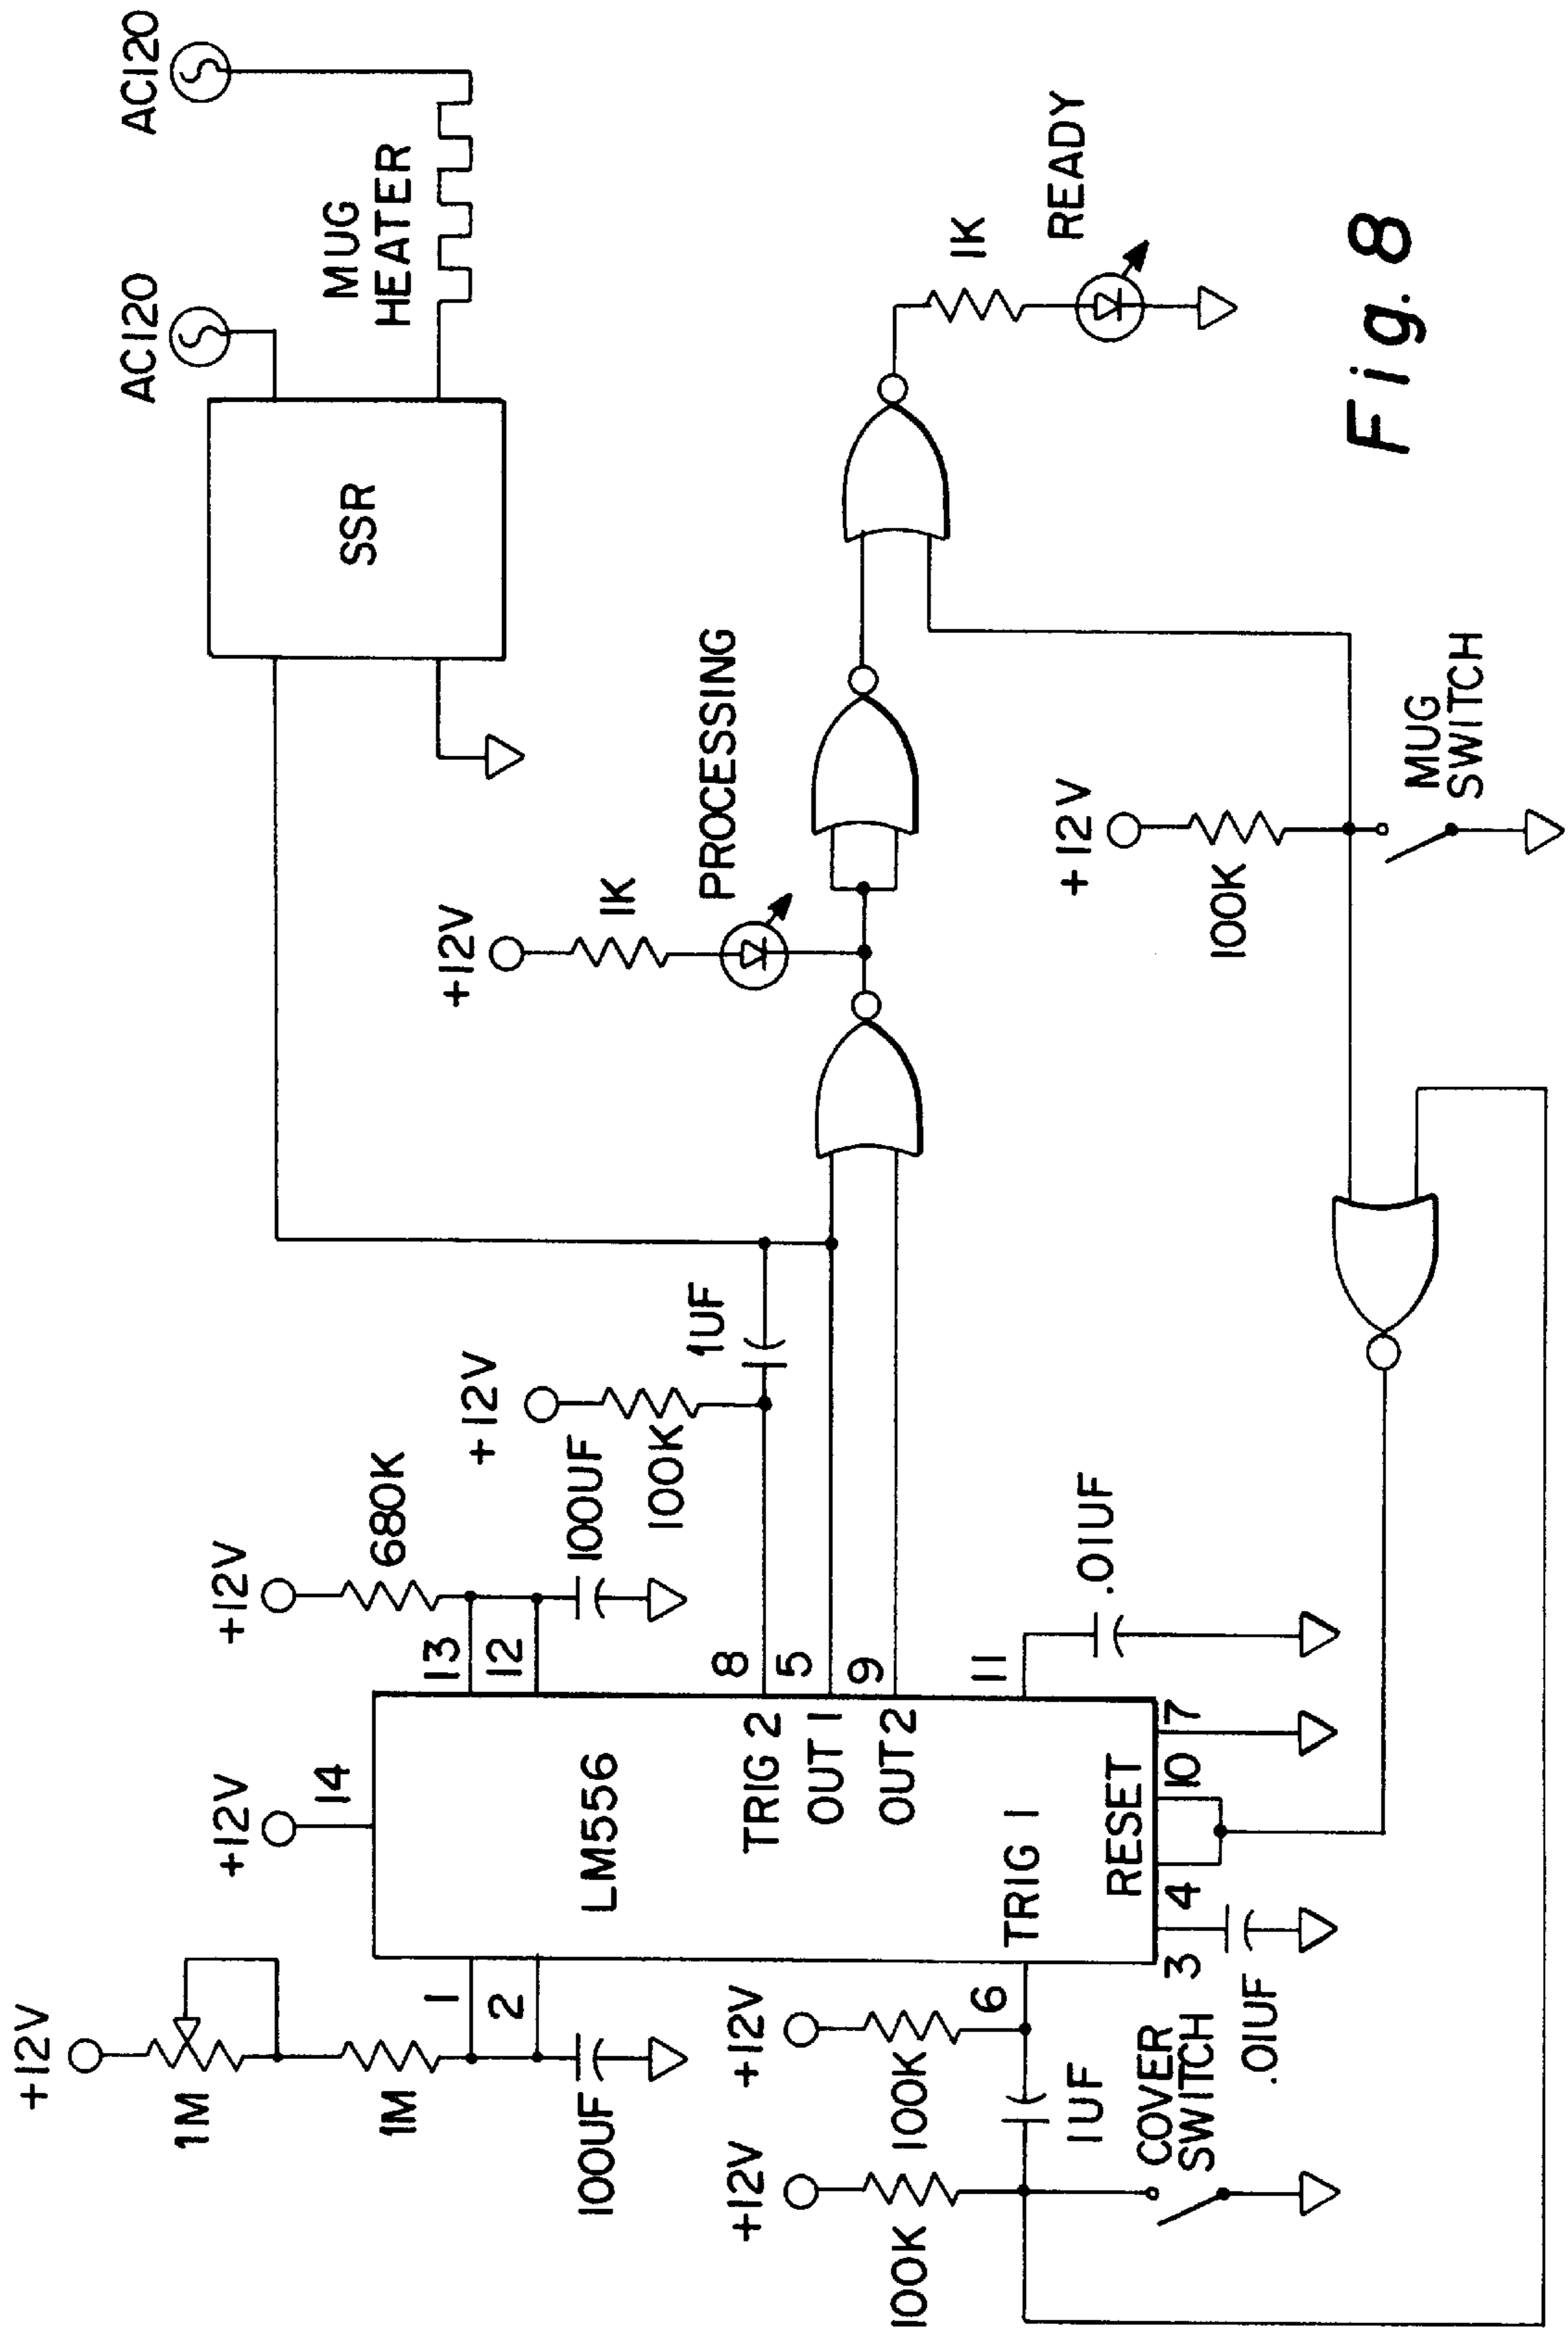 +12V
1M
1M
100UF
1
2
+12V
14
LM556
+12V
680K
13
12
100UF
+12V
100K
1UF
TRIG 2
8
OUT 1
5
OUT2
9
TRIG 1
6
11
.01UF
RESET
3
4
10
7
.01UF
+12V
100K
+12V
100K
1UF
COVER
SWITCH
AC120
AC120
SSR
MUG
HEATER
+12V
1K
PROCESSING
1K
READY
+12V
100K
MUG
SWITCH
Fig. 8